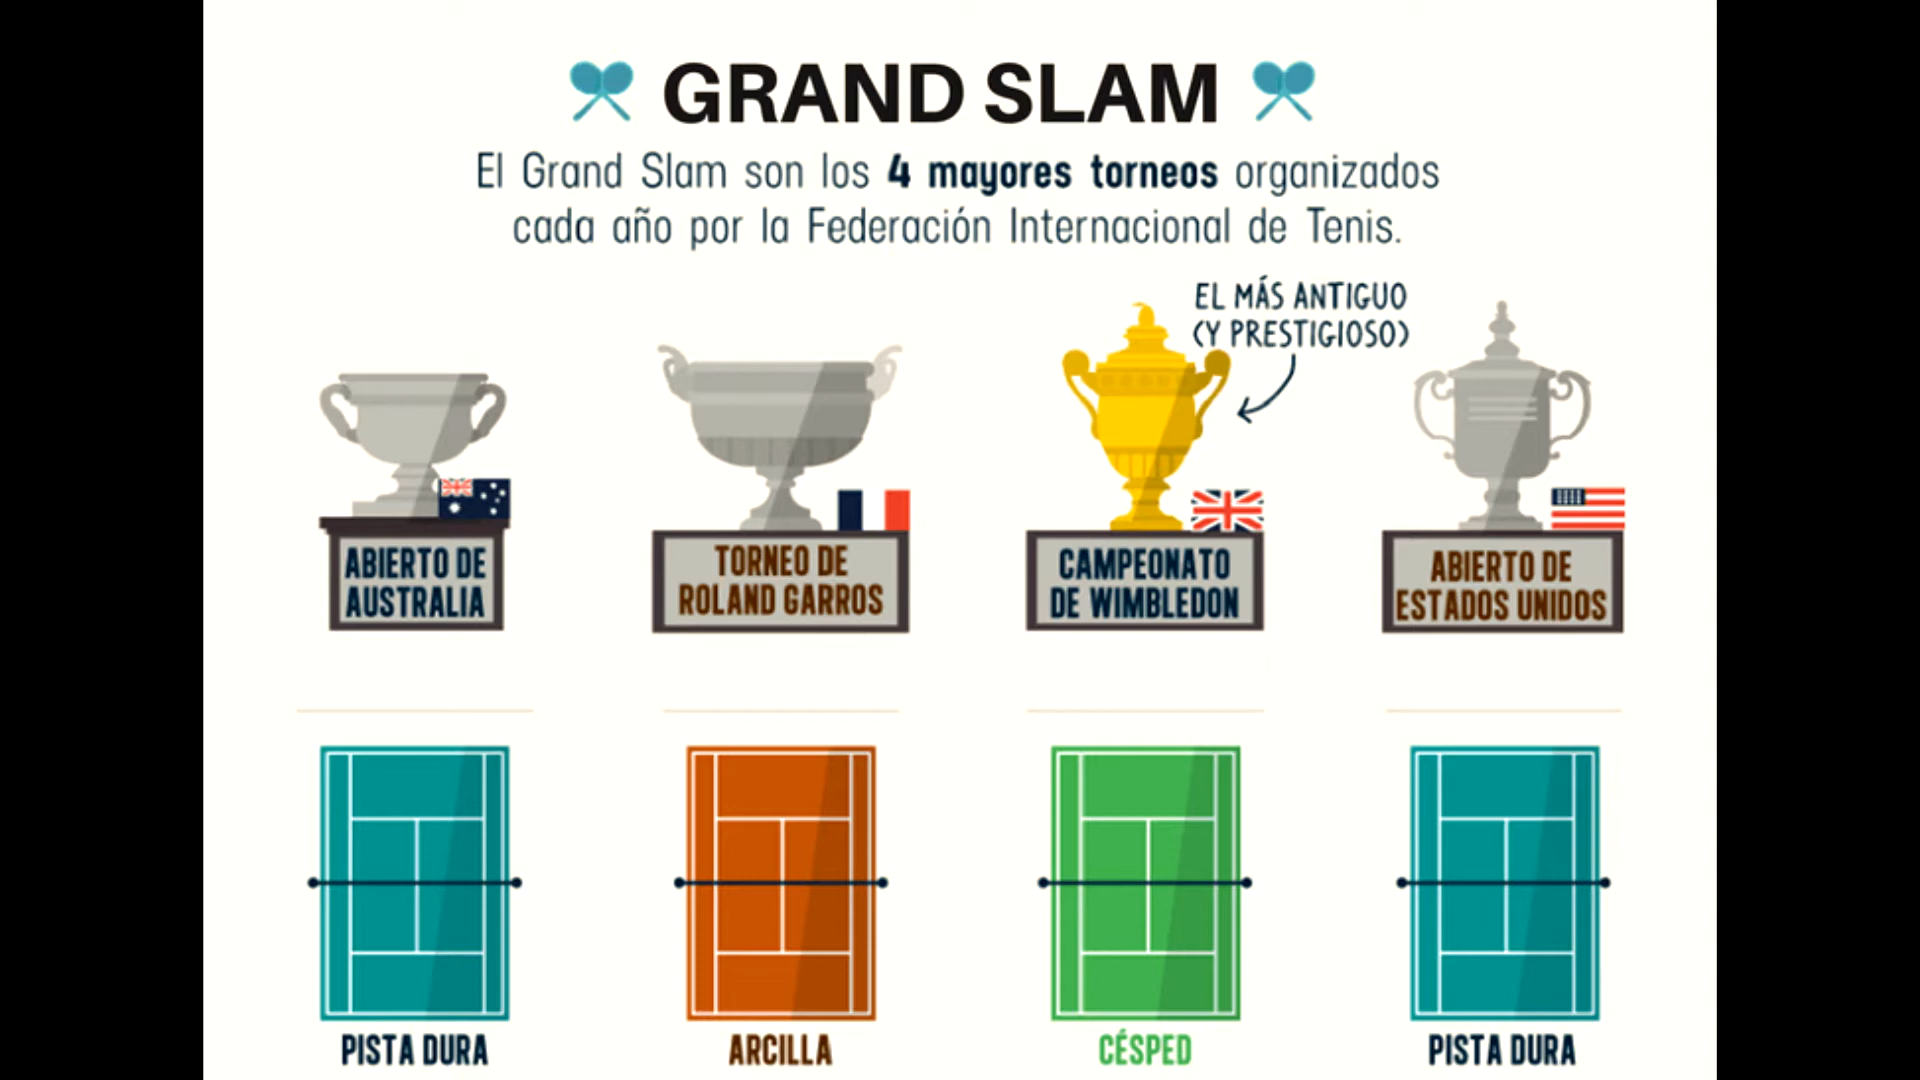 GRAND SLAM
El Grand Slam son los 4 mayores torneos organizados
cada año por la Federación Internacional de Tenis.
EL MÁS ANTIGUO
(Y PRESTIGIOSO)
ABIERTO DE
AUSTRALIA
TORNEO DE
ROLAND GARROS
CAMPEONATO
DE WIMBLEDON
ABIERTO DE
ESTADOS UNIDOS
PISTA DURA
ARCILLA
CÉSPED
PISTA DURA